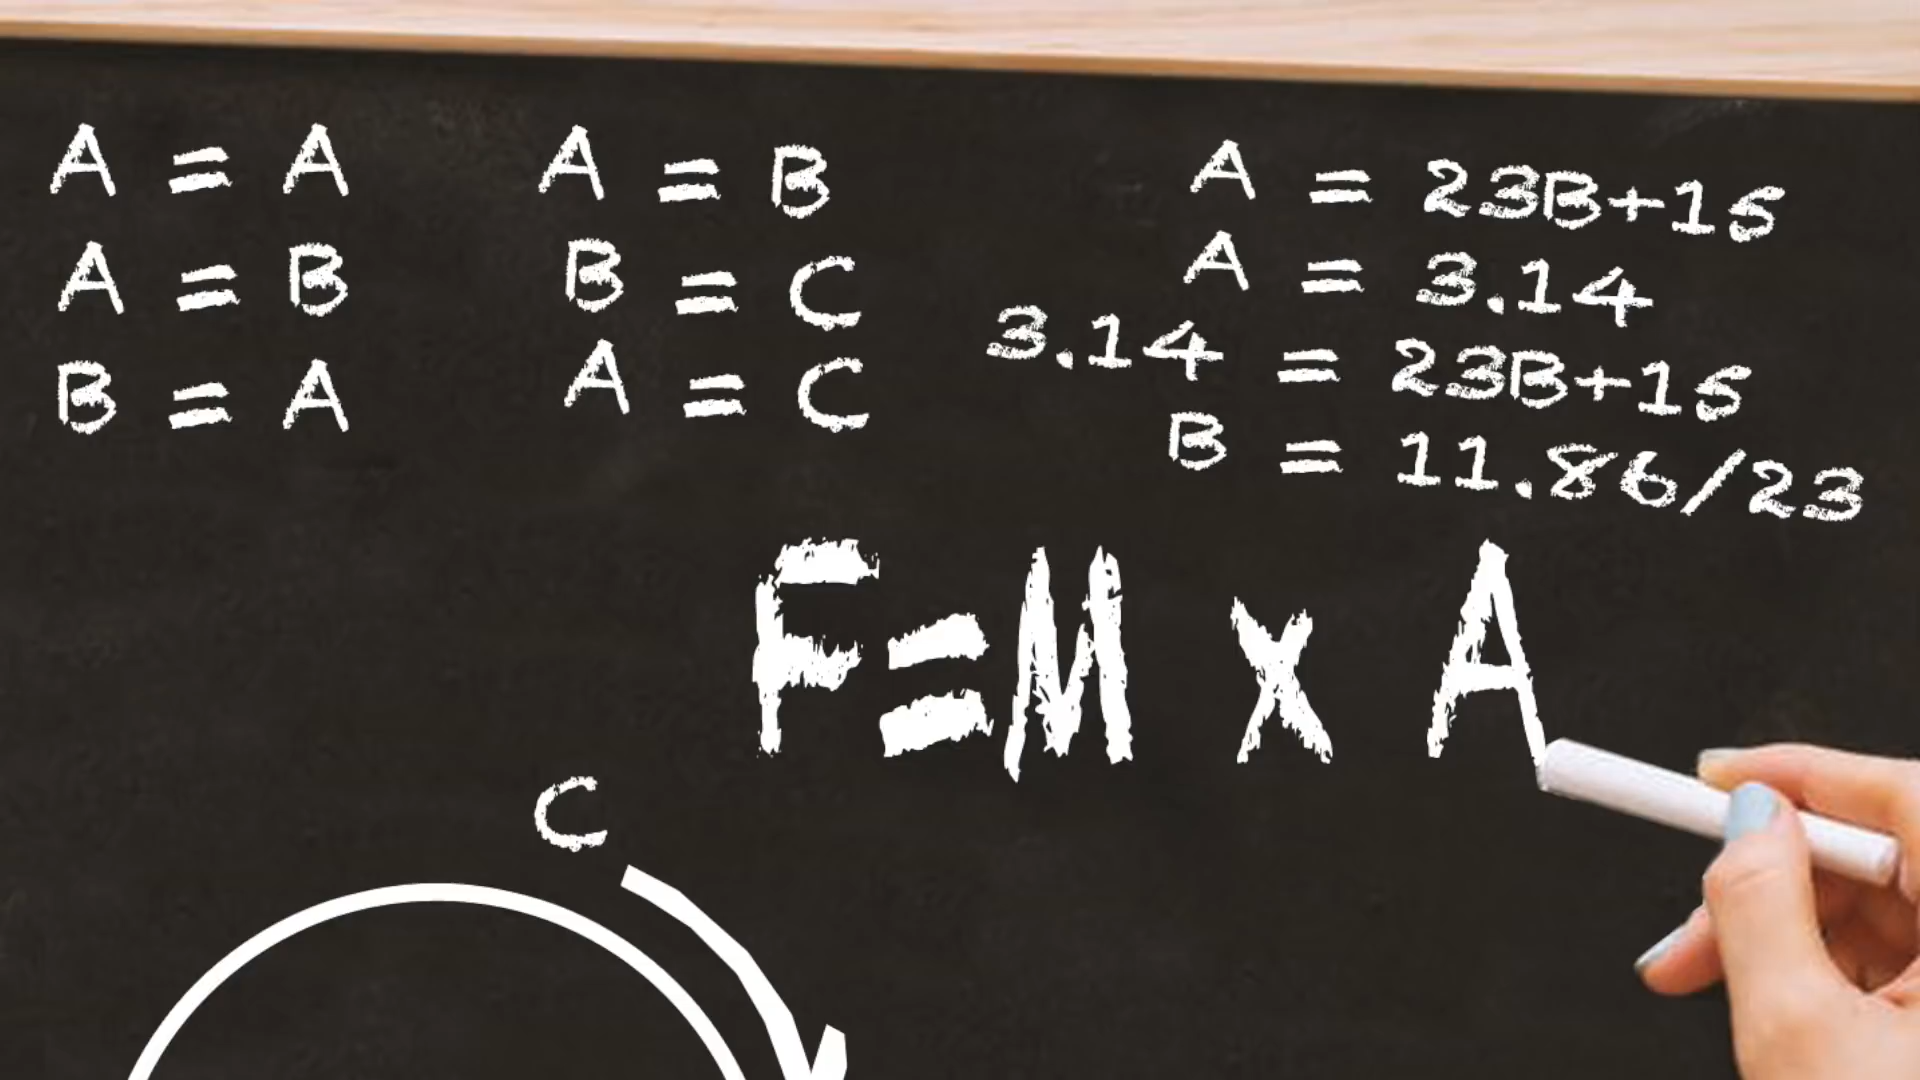 A = A
A = B
B = A
A = B
B = C
A = C
A = 23B+15
A = 3.14
3.14 = 23B+15
B = 11.86/23
F=M x A
C